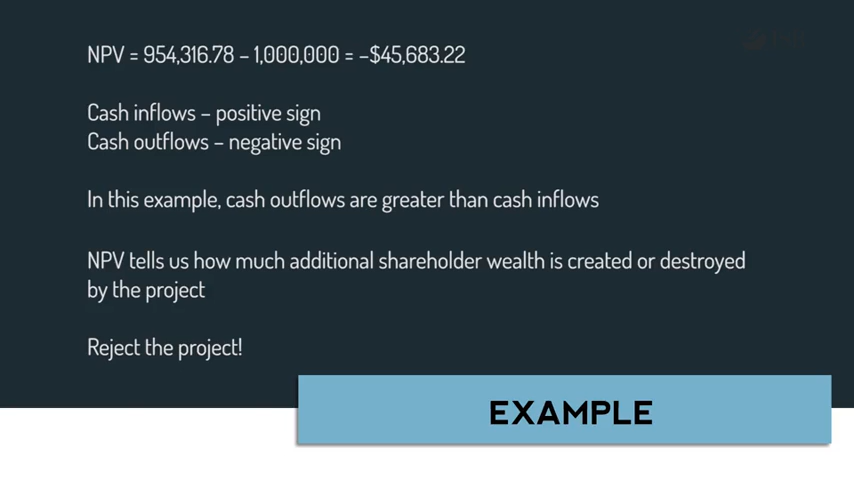 NPV = 954,316.78 – 1,000,000 = –$45,683.22
Cash inflows – positive sign
Cash outflows – negative sign
In this example, cash outflows are greater than cash inflows
NPV tells us how much additional shareholder wealth is created or destroyed
by the project
Reject the project!
EXAMPLE